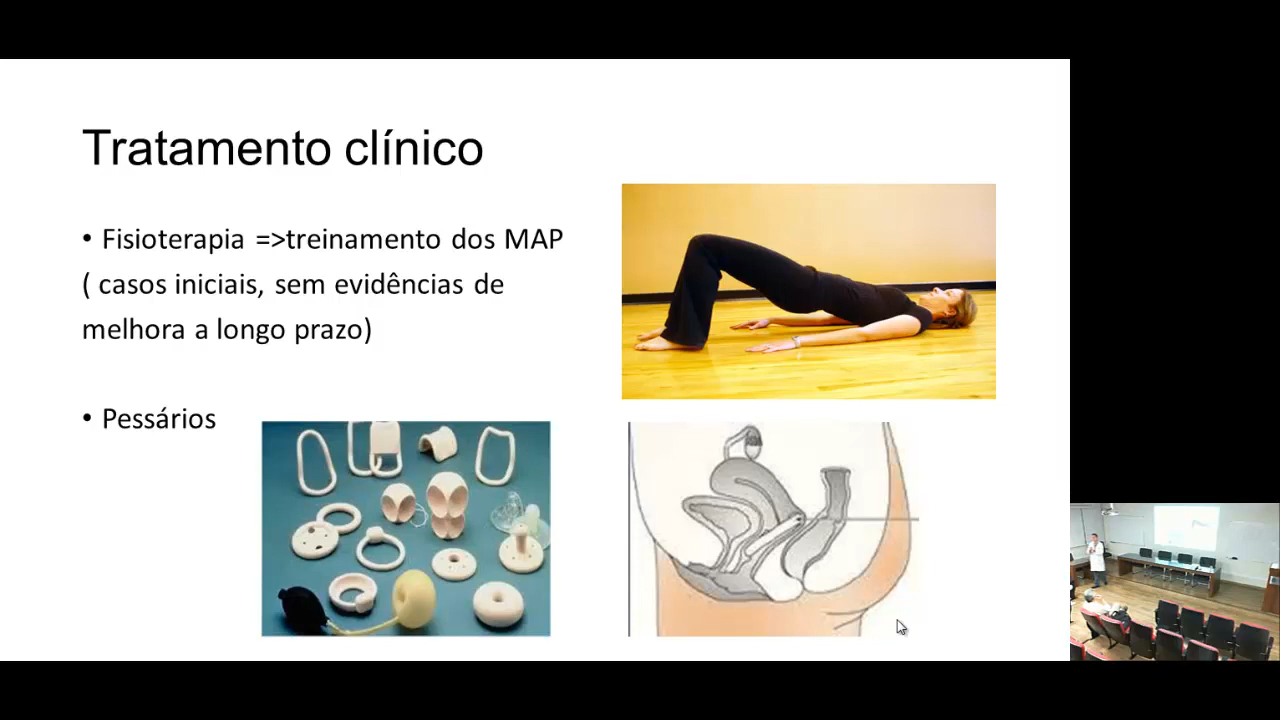 Tratamento clínico
• Fisioterapia =>treinamento dos MAP
( casos iniciais, sem evidências de
melhora a longo prazo)
• Pessários